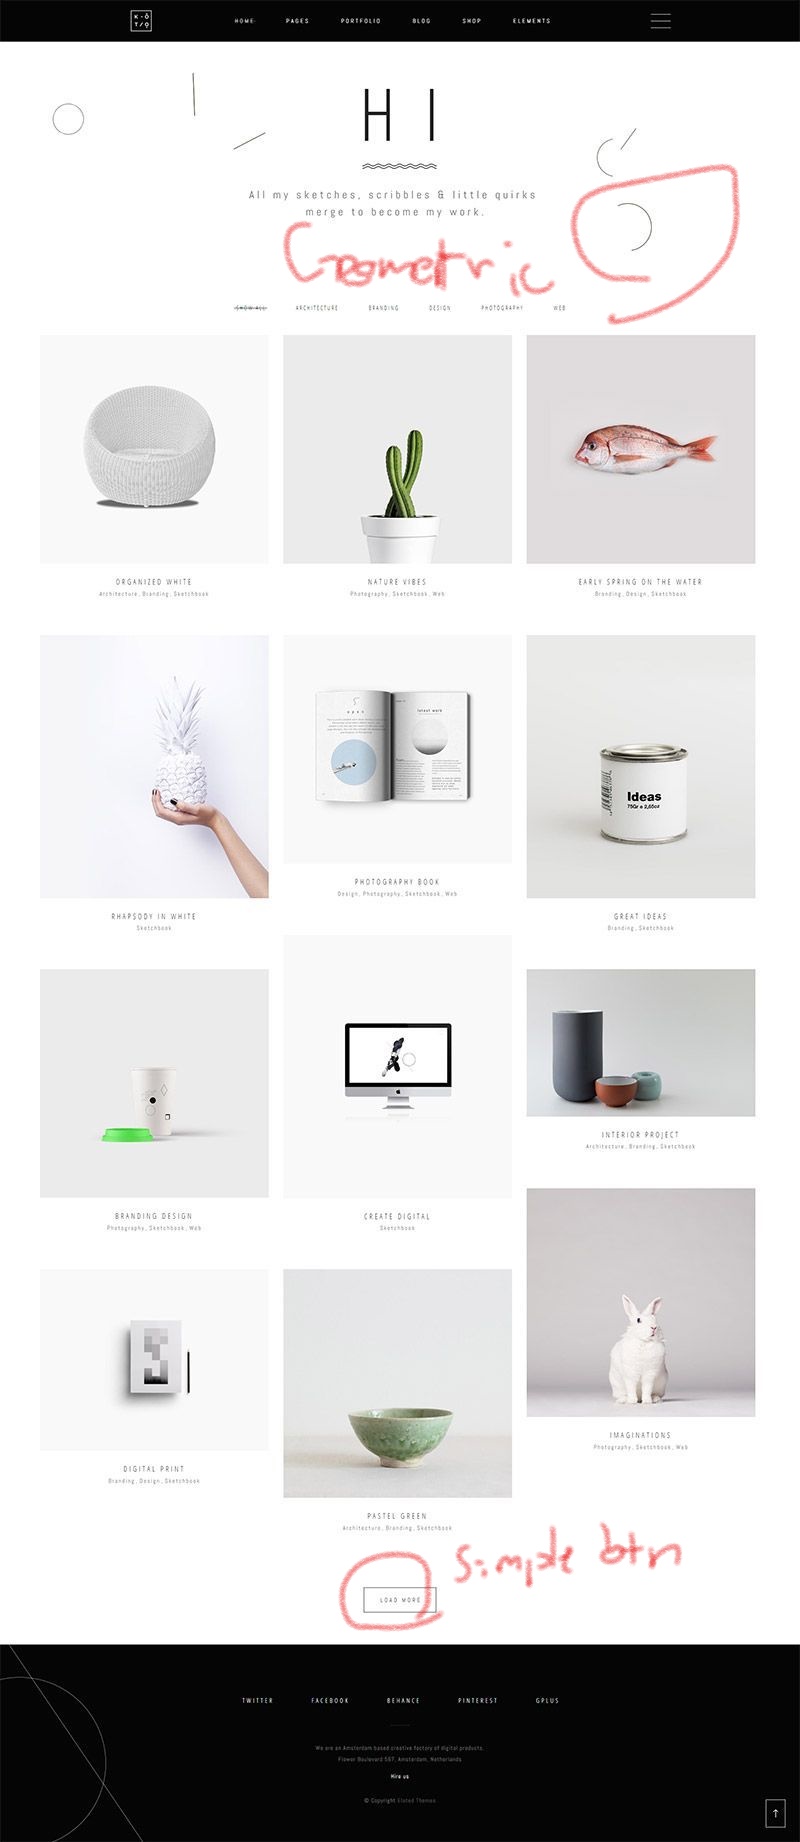 K·Ô
T/Q
HOME PAGES PORTFOLIO BLOG SHOP ELEMENTS
HI
All my sketches, scribbles & little quirks
merge to become my work.
Geometric
SHOW ALL ARCHITECTURE BRANDING DESIGN PHOTOGRAPHY WEB
ORGANIZED WHITE
Architecture, Branding, Sketchbook
NATURE VIBES
Photography, Sketchbook, Web
EARLY SPRING ON THE WATER
Branding, Design, Sketchbook
open
latest work
Ideas
75Gr e 2,65oz
RHAPSODY IN WHITE
Sketchbook
PHOTOGRAPHY BOOK
Design, Photography, Sketchbook, Web
GREAT IDEAS
Branding, Sketchbook
BRANDING DESIGN
Photography, Sketchbook, Web
CREATE DIGITAL
Sketchbook
INTERIOR PROJECT
Architecture, Branding, Sketchbook
DIGITAL PRINT
Branding, Design, Sketchbook
PASTEL GREEN
Architecture, Branding, Sketchbook
IMAGINATIONS
Photography, Sketchbook, Web
simple btn
LOAD MORE
TWITTER FACEBOOK BEHANCE PINTEREST GPLUS
We are an Amsterdam based creative factory of digital products.
Flower Boulevard 567, Amsterdam, Netherlands
Hire us
© Copyright Elated Themes